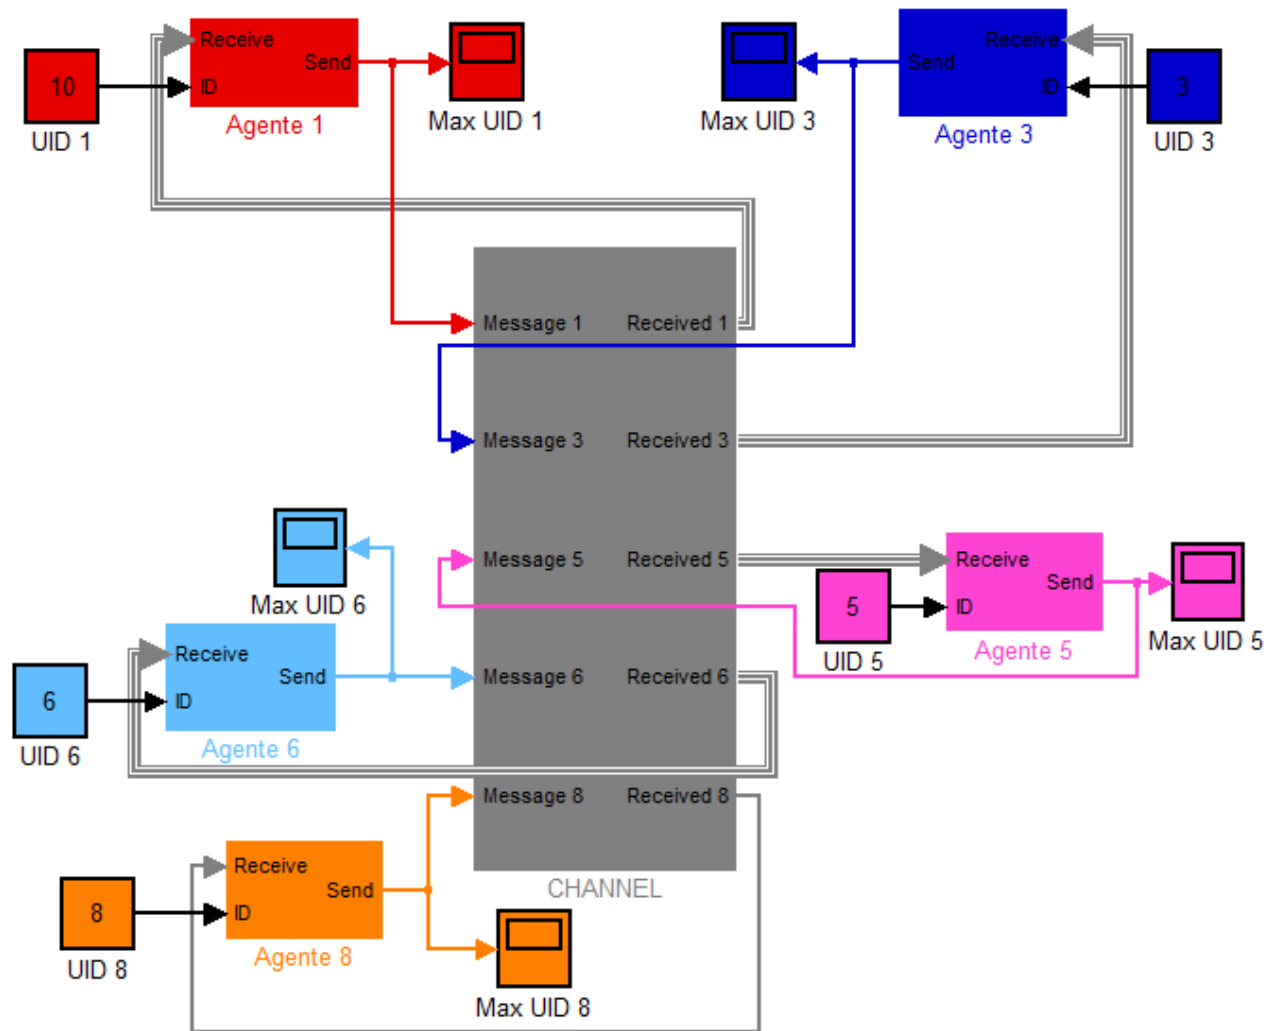 10
UID 1
Receive
Send
ID
Agente 1
Max UID 1
Max UID 3
Receive
Send
ID
Agente 3
3
UID 3
Message 1
Received 1
Message 3
Received 3
Message 5
Received 5
Message 6
Received 6
Message 8
Received 8
CHANNEL
Max UID 6
6
UID 6
Receive
Send
ID
Agente 6
5
UID 5
Receive
Send
ID
Agente 5
Max UID 5
8
UID 8
Receive
Send
ID
Agente 8
Max UID 8